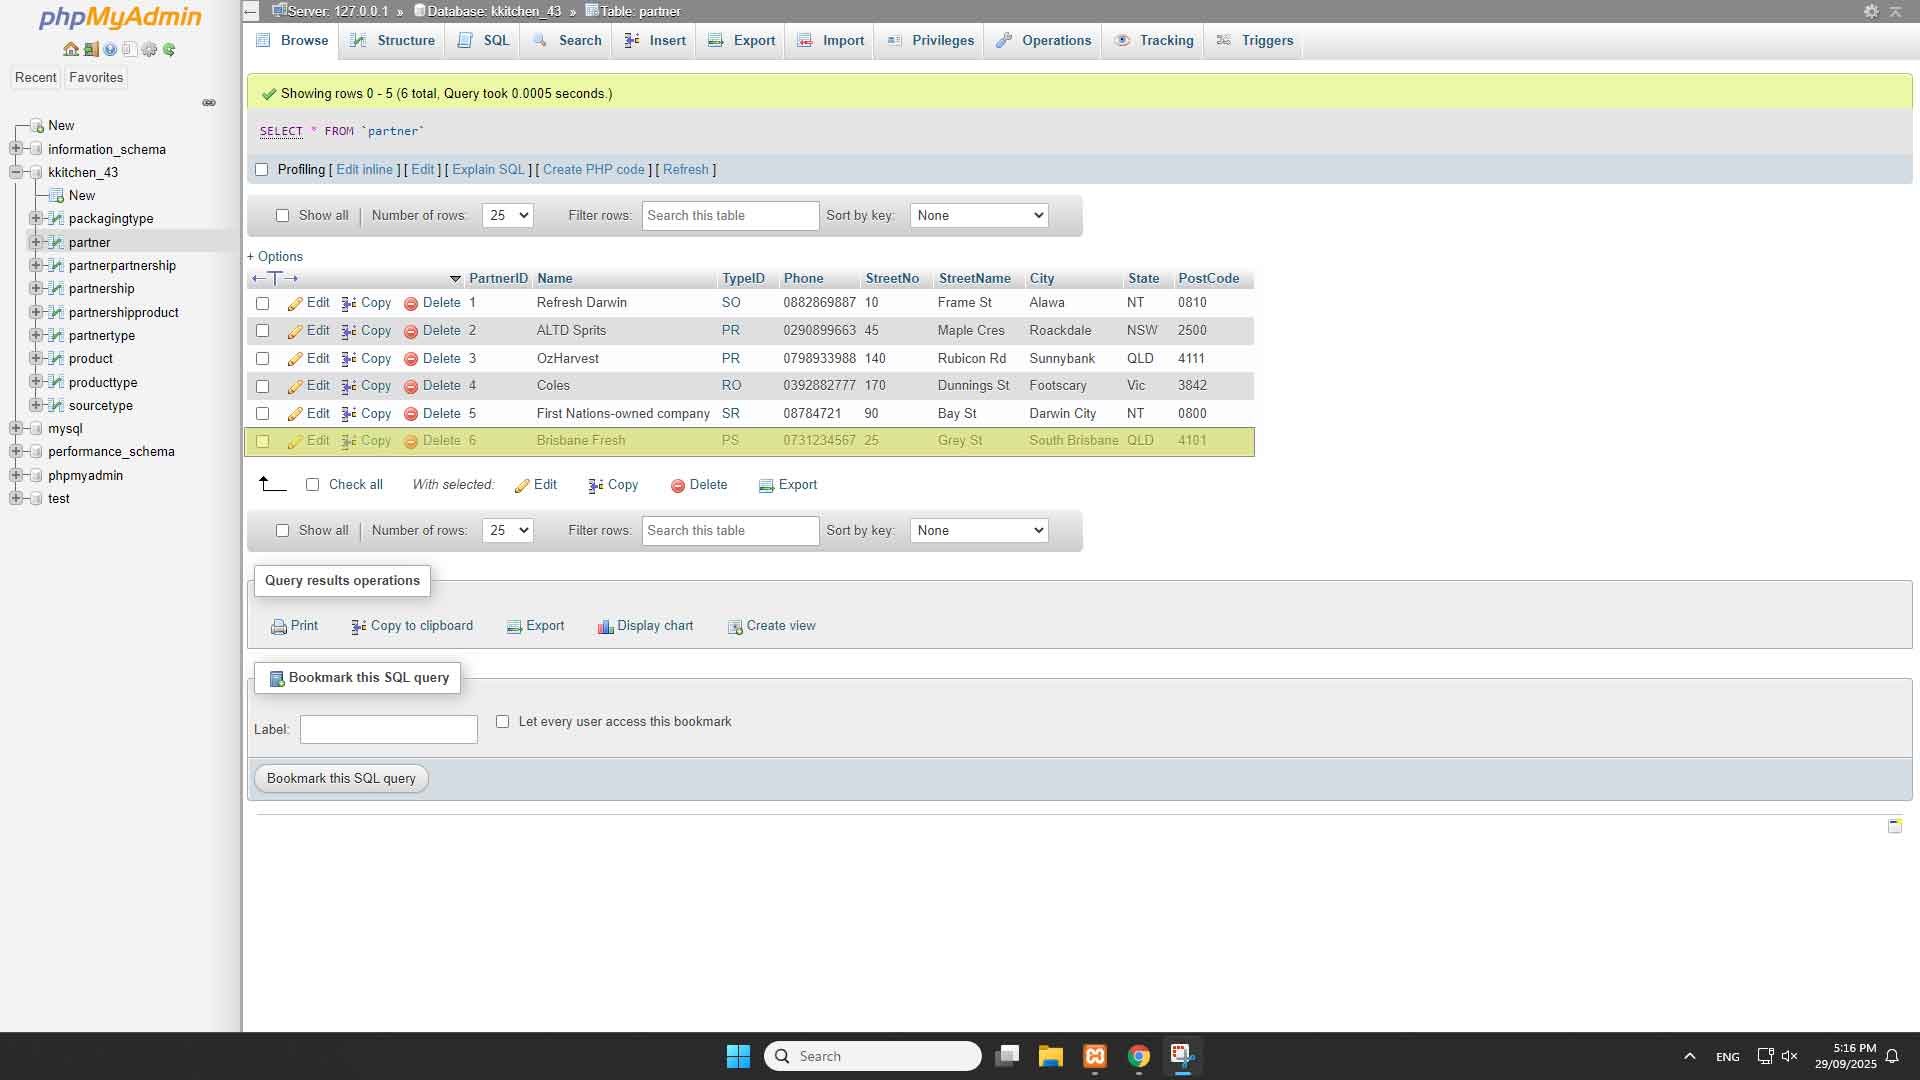 phpMyAdmin
Recent Favorites
New
information_schema
kkitchen_43
New
packagingtype
partner
partnerpartnership
partnership
partnershipproduct
partnertype
product
producttype
sourcetype
mysql
performance_schema
phpmyadmin
test
Server: 127.0.0.1 » Database: kkitchen_43 » Table: partner
Browse Structure SQL Search Insert Export Import Privileges Operations Tracking Triggers
Showing rows 0 - 5 (6 total, Query took 0.0005 seconds.)
SELECT * FROM `partner`
Profiling [ Edit inline ] [ Edit ] [ Explain SQL ] [ Create PHP code ] [ Refresh ]
Show all Number of rows: 25 Filter rows: Search this table Sort by key: None
+ Options
←T→ PartnerID Name TypeID Phone StreetNo StreetName City State PostCode
Edit Copy Delete 1 Refresh Darwin SO 0882869887 10 Frame St Alawa NT 0810
Edit Copy Delete 2 ALTD Sprits PR 0290899663 45 Maple Cres Roackdale NSW 2500
Edit Copy Delete 3 OzHarvest PR 0798933988 140 Rubicon Rd Sunnybank QLD 4111
Edit Copy Delete 4 Coles RO 0392882777 170 Dunnings St Footscary Vic 3842
Edit Copy Delete 5 First Nations-owned company SR 08784721 90 Bay St Darwin City NT 0800
Edit Copy Delete 6 Brisbane Fresh PS 0731234567 25 Grey St South Brisbane QLD 4101
Check all With selected: Edit Copy Delete Export
Show all Number of rows: 25 Filter rows: Search this table Sort by key: None
Query results operations
Print Copy to clipboard Export Display chart Create view
Bookmark this SQL query
Label: Let every user access this bookmark
Bookmark this SQL query
Search
ENG
5:16 PM
29/09/2025